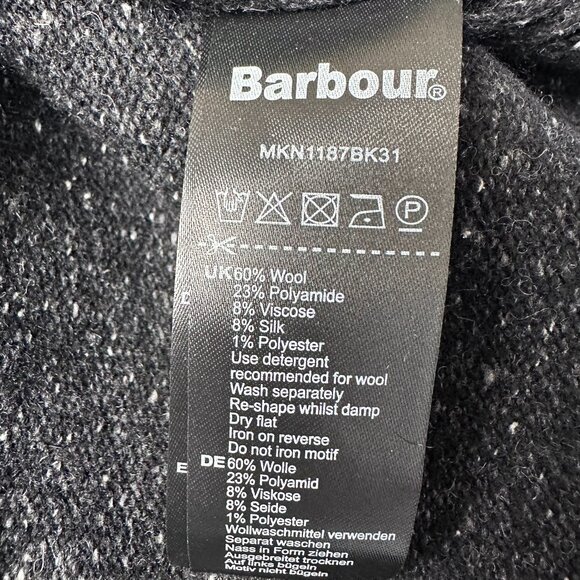 Barbour®
MKN1187BK31
P
UK 60% Wool
23% Polyamide
8% Viscose
8% Silk
1% Polyester
Use detergent
recommended for wool
Wash separately
Re-shape whilst damp
Dry flat
Iron on reverse
Do not iron motif
DE 60% Wolle
23% Polyamid
8% Viskose
8% Seide
1% Polyester
Wollwaschmittel verwenden
Separat waschen
Nass in Form ziehen
Ausgebreitet trocknen
Auf links bügeln
Motiv nicht bügeln